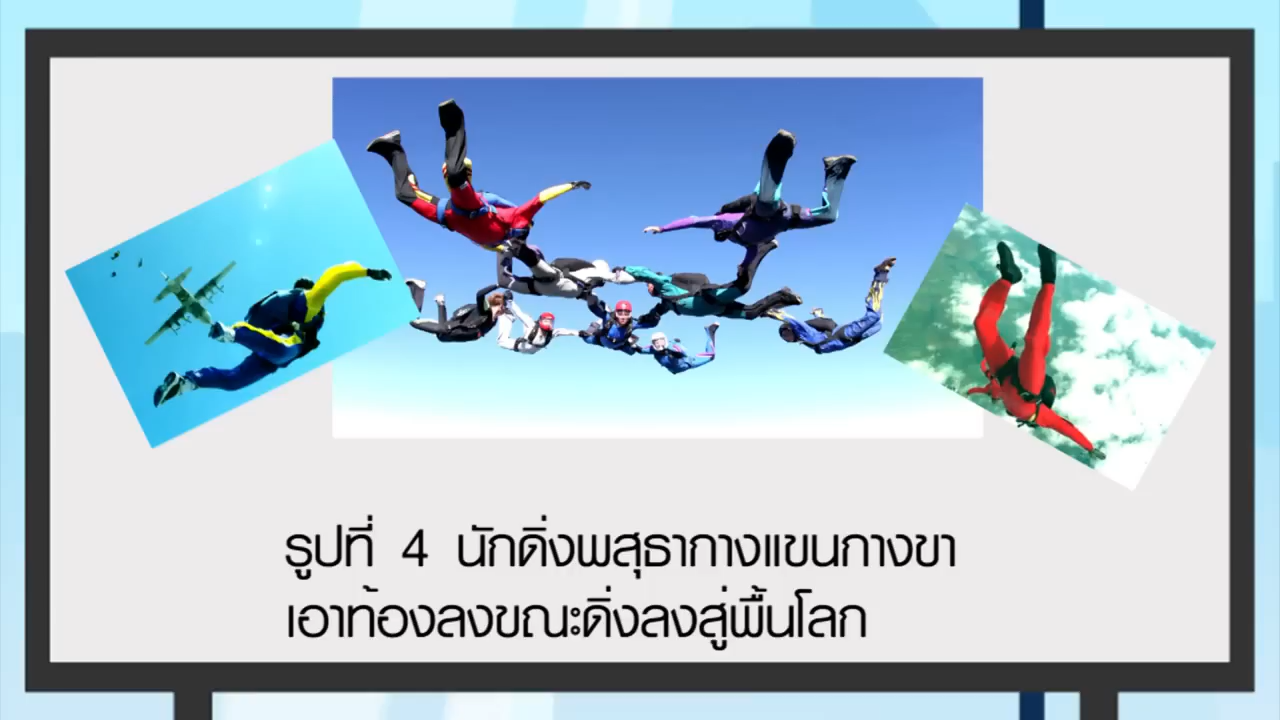 รูปที่ 4 นักดิ่งพสุธากางแขนกางขา
เอาท้องลงขณะดิ่งลงสู่พื้นโลก